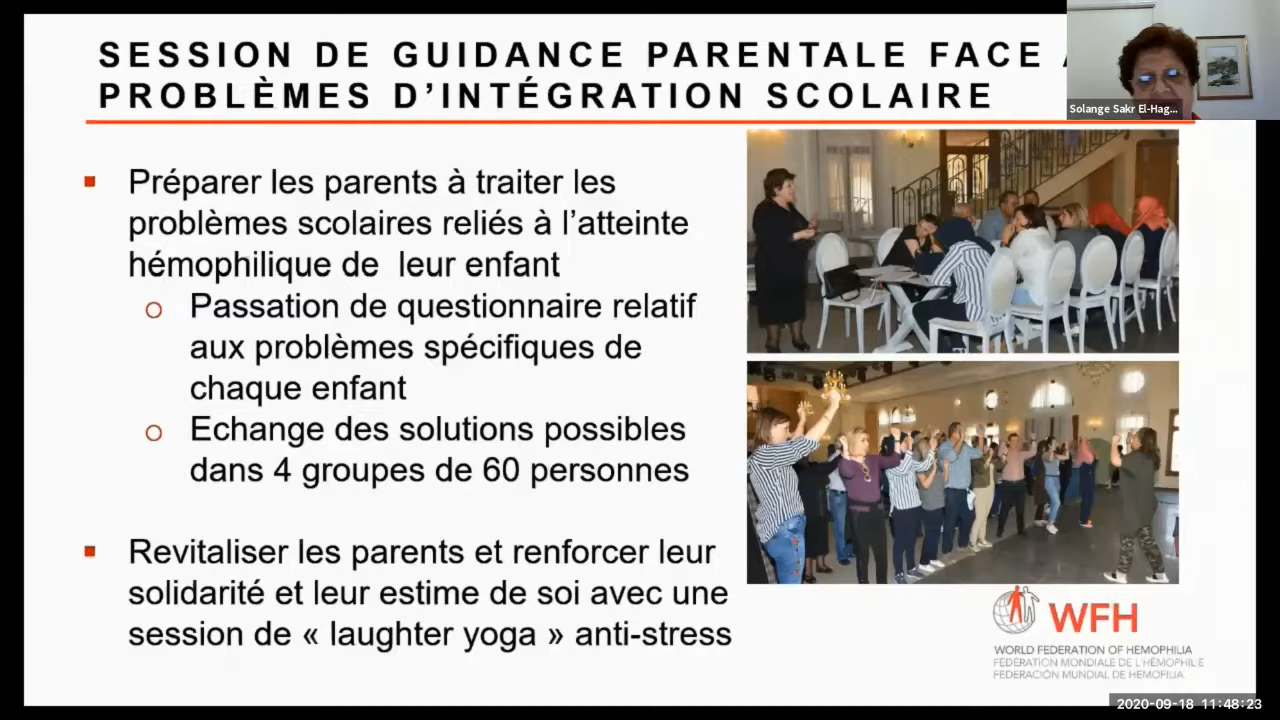 SESSION DE GUIDANCE PARENTALE FACE
PROBLÈMES D’INTÉGRATION SCOLAIRE
Solange Sakr El-Hag...
Préparer les parents à traiter les
problèmes scolaires reliés à l’atteinte
hémophilique de leur enfant
Passation de questionnaire relatif
aux problèmes spécifiques de
chaque enfant
Echange des solutions possibles
dans 4 groupes de 60 personnes
Revitaliser les parents et renforcer leur
solidarité et leur estime de soi avec une
session de « laughter yoga » anti-stress
WFH
WORLD FEDERATION OF HEMOPHILIA
FÉDÉRATION MONDIALE DE L'HÉMOPHILIE
FEDERACIÓN MUNDIAL DE HEMOFILIA
2020-09-18 11:48:23